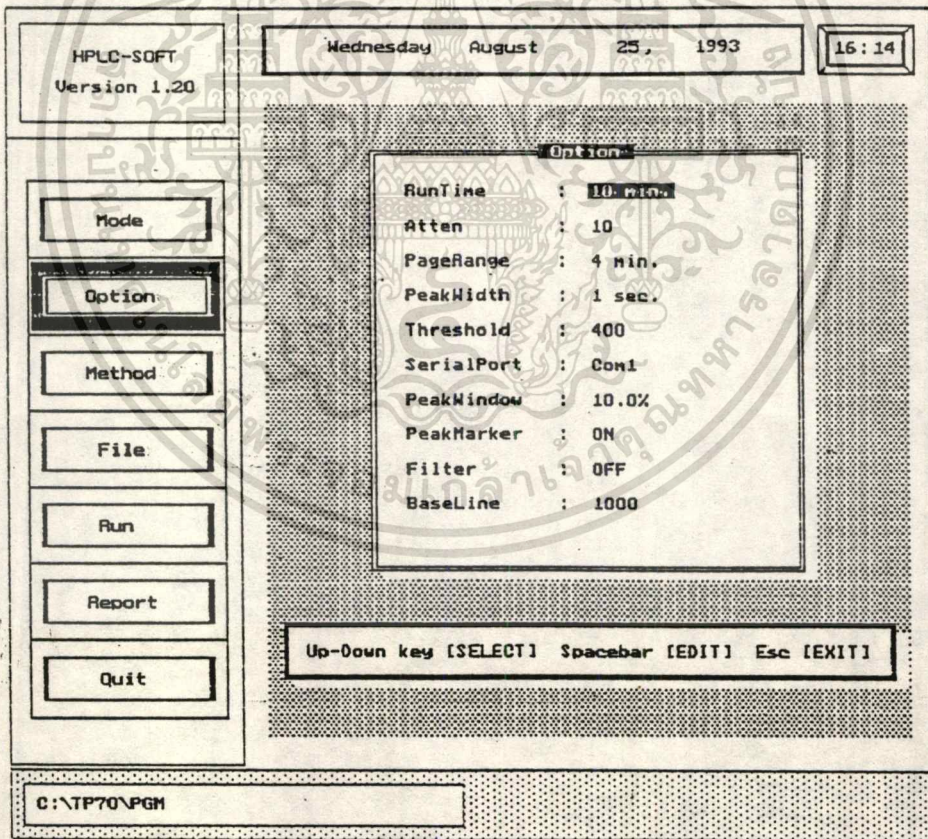 HPLC-SOFT
Version 1.20
Wednesday August 25, 1993
16:14
Mode
Option
Method
File
Run
Report
Quit
Option
RunTime : 10 min.
Atten : 10
PageRange : 4 min.
PeakWidth : 1 sec.
Threshold : 400
SerialPort : Com1
PeakWindow : 10.0%
PeakMarker : ON
Filter : OFF
BaseLine : 1000
Up-Down key [SELECT] Spacebar [EDIT] Esc [EXIT]
C:\TP70\PGM